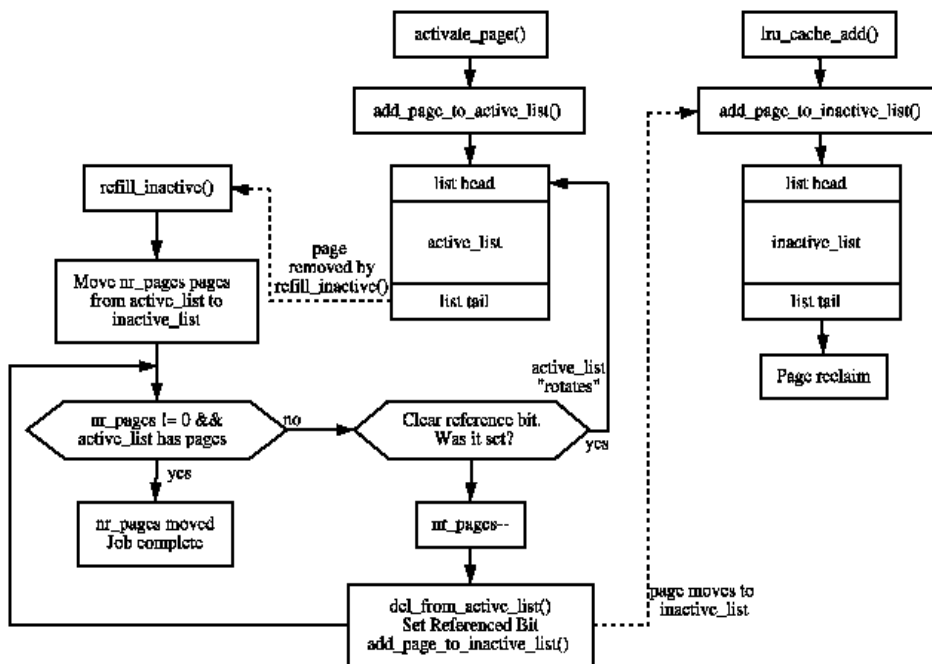 activate_page()
lru_cache_add()
add_page_to_active_list()
add_page_to_inactive_list()
refill_inactive()
list head
active_list
list tail
list head
inactive_list
list tail
page
removed by
refill_inactive()
Move nr_pages pages
from active_list to
inactive_list
Page reclaim
active_list
"rotates"
nr_pages != 0 &&
active_list has pages
no
Clear reference bit.
Was it set?
yes
yes
nr_pages moved
Job complete
nr_pages--
del_from_active_list()
Set Referenced Bit
add_page_to_inactive_list()
page moves to
inactive_list